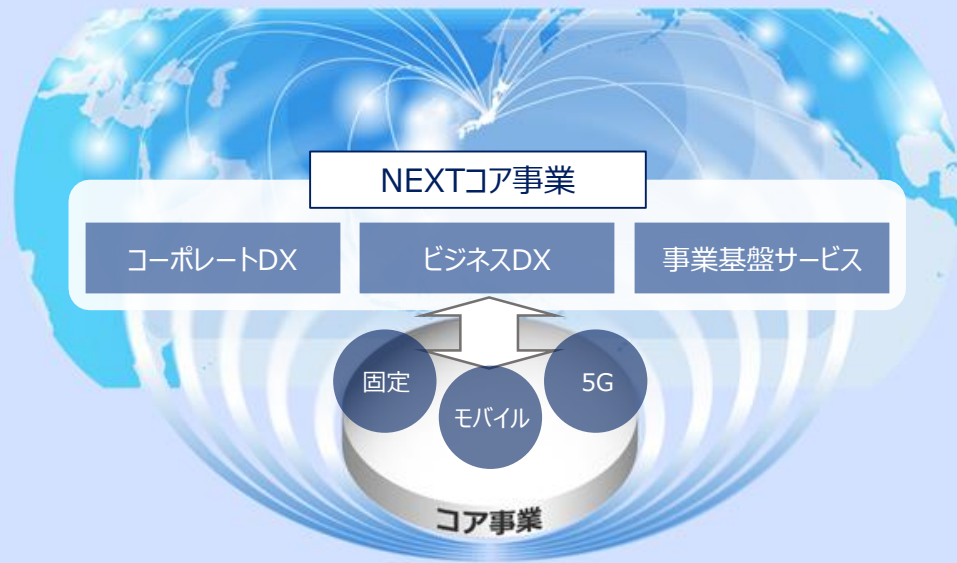 NEXTコア事業
コーポレートDX
ビジネスDX
事業基盤サービス
固定
モバイル
5G
コア事業